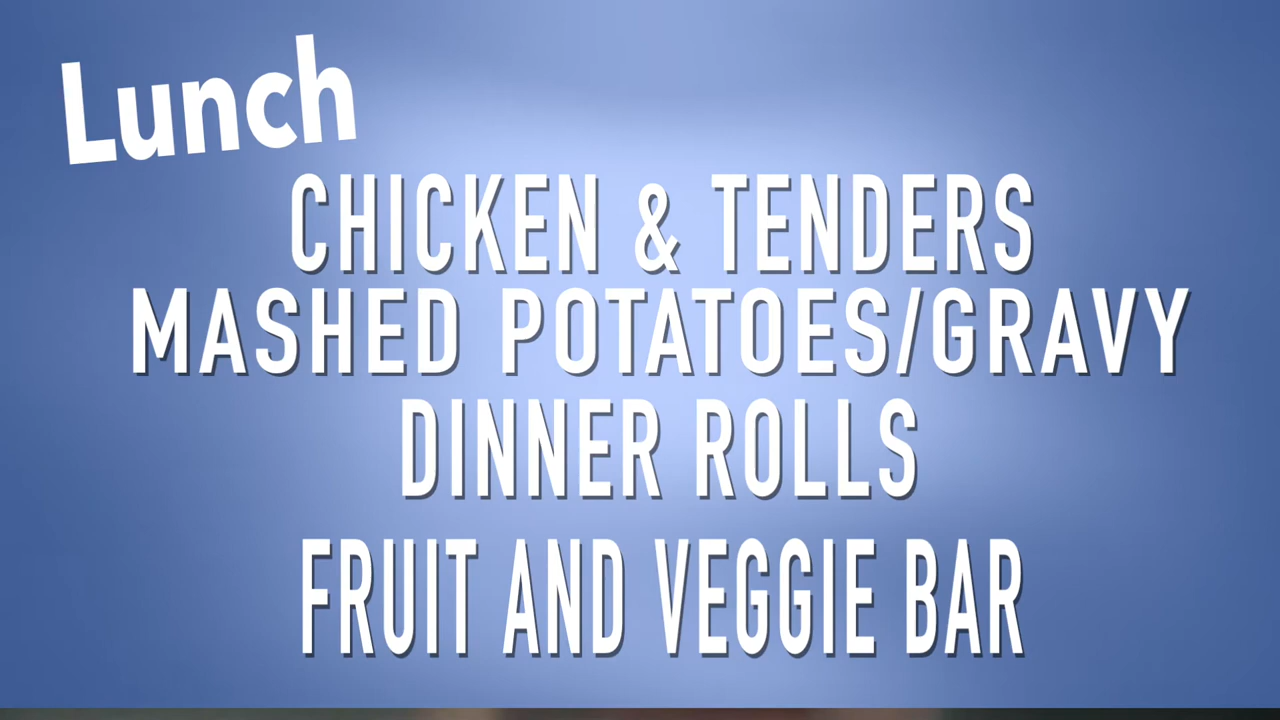 Lunch
CHICKEN & TENDERS
MASHED POTATOES/GRAVY
DINNER ROLLS
FRUIT AND VEGGIE BAR